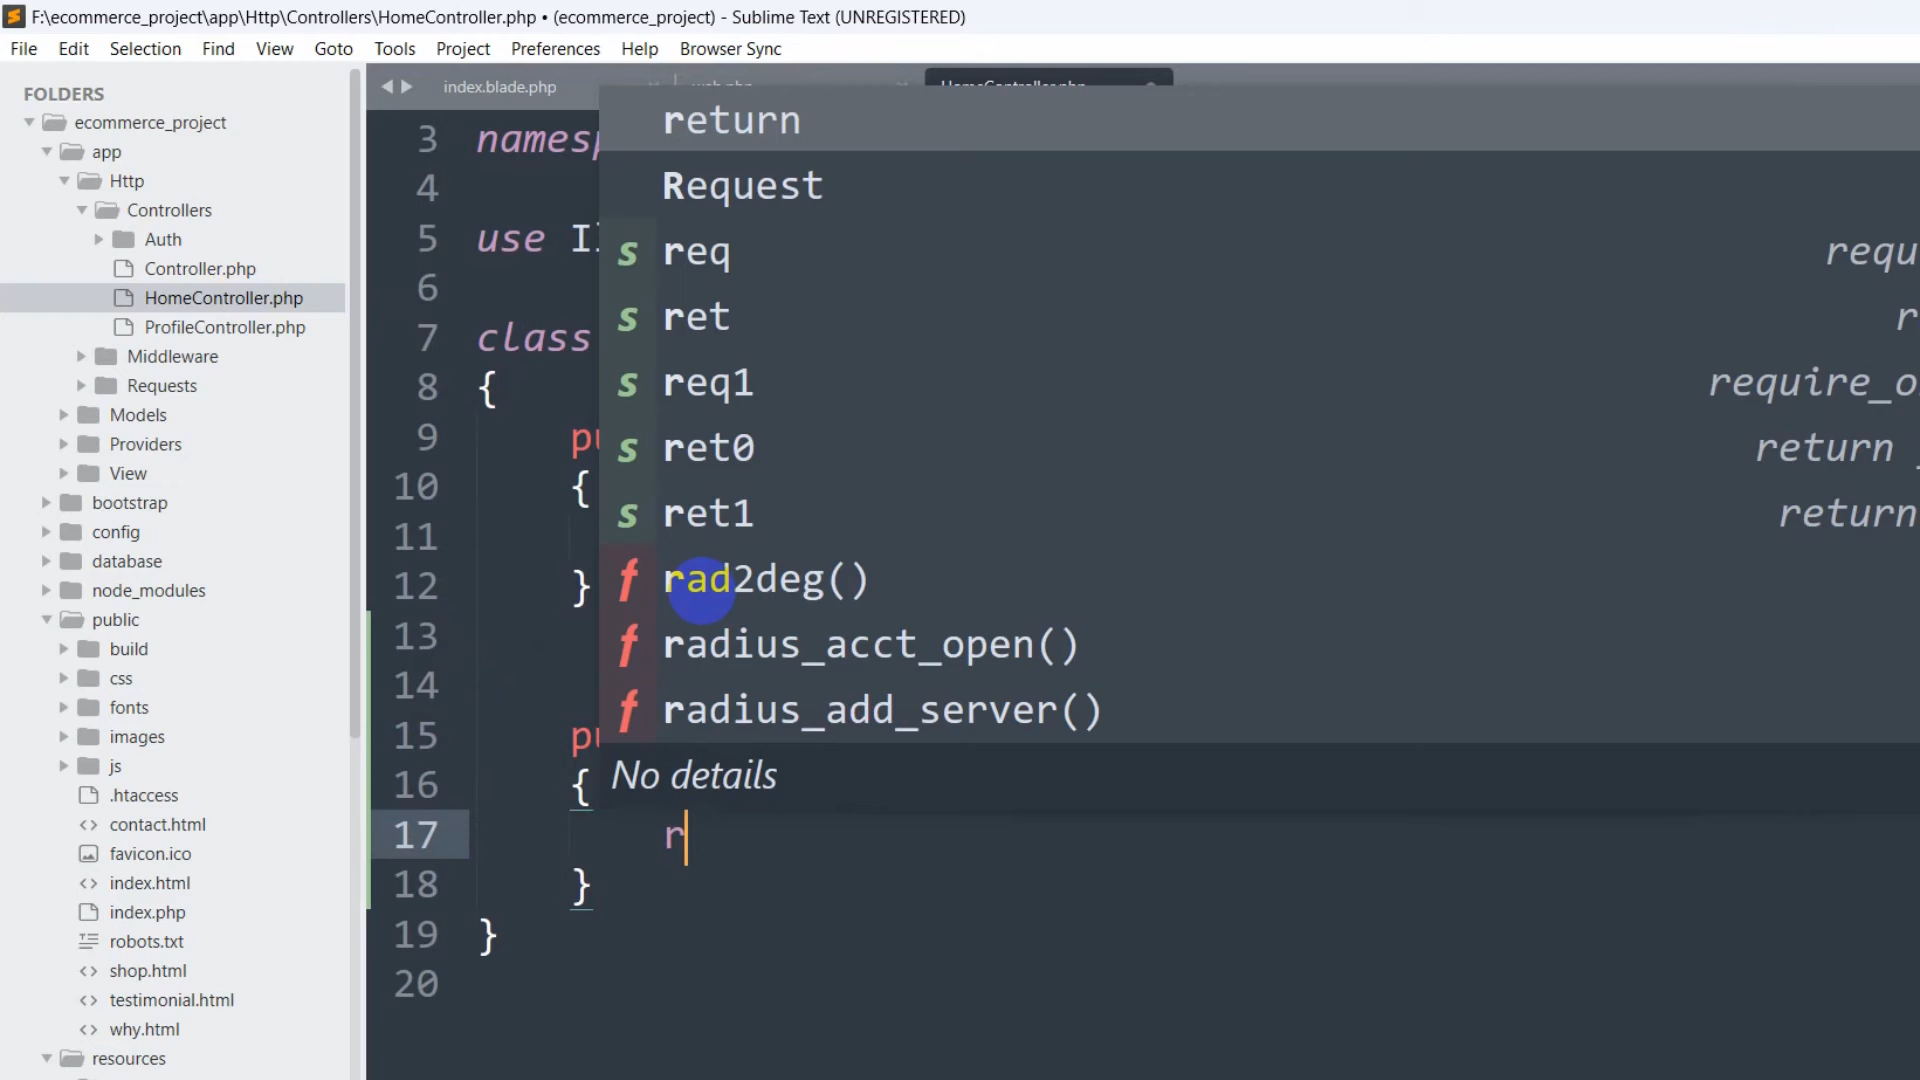 F:\ecommerce_project\app\Http\Controllers\HomeController.php • (ecommerce_project) - Sublime Text (UNREGISTERED)
File Edit Selection Find View Goto Tools Project Preferences Help Browser Sync
FOLDERS
ecommerce_project
app
Http
Controllers
Auth
Controller.php
HomeController.php
ProfileController.php
Middleware
Requests
Models
Providers
View
bootstrap
config
database
node_modules
public
build
css
fonts
images
js
.htaccess
contact.html
favicon.ico
index.html
index.php
robots.txt
shop.html
testimonial.html
why.html
resources
index.blade.php web.php HomeController.php
3 namesp
4
5 use Il
6
7 class
8 {
9 pu
10 {
11
12 }
13
14
15 pu
16 {
17 r
18 }
19 }
20
return
Request
s req requ
s ret r
s req1 require_o
s ret0 return
s ret1 return
f rad2deg()
f radius_acct_open()
f radius_add_server()
No details